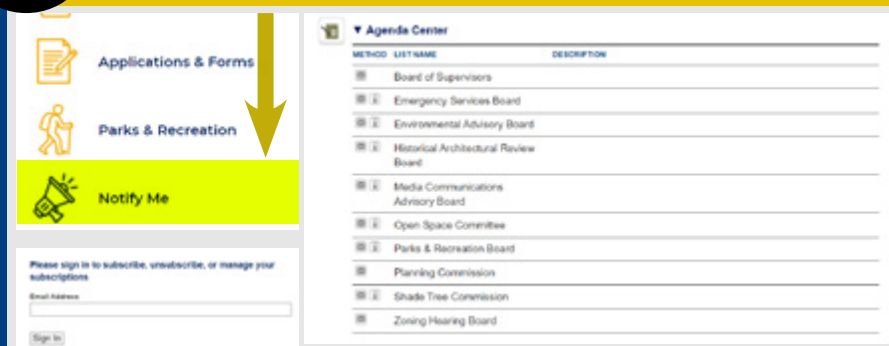 Applications & Forms
Parks & Recreation
Notify Me
Please sign in to subscribe, unsubscribe, or manage your
subscriptions
Email Address
Sign In
▼ Agenda Center
METHOD LIST NAME DESCRIPTION
Board of Supervisors
Emergency Services Board
Environmental Advisory Board
Historical Architectural Review
Board
Media Communications
Advisory Board
Open Space Committee
Parks & Recreation Board
Planning Commission
Shade Tree Commission
Zoning Hearing Board